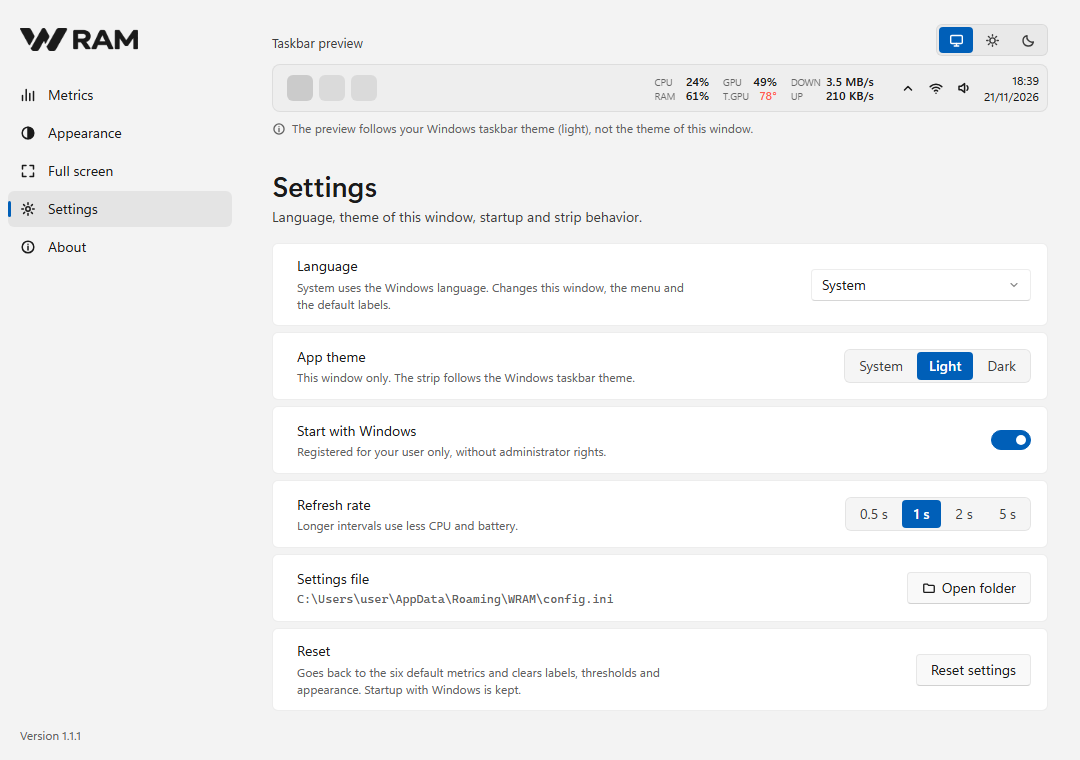 W RAM
Metrics
Appearance
Full screen
Settings
About
Version 1.1.1
Taskbar preview
CPU 24% GPU 49% DOWN 3.5 MB/s
RAM 61% T.GPU 78° UP 210 KB/s
18:39
21/11/2026
The preview follows your Windows taskbar theme (light), not the theme of this window.
Settings
Language, theme of this window, startup and strip behavior.
Language
System uses the Windows language. Changes this window, the menu and
the default labels.
System
App theme
This window only. The strip follows the Windows taskbar theme.
System Light Dark
Start with Windows
Registered for your user only, without administrator rights.
Refresh rate
Longer intervals use less CPU and battery.
0.5 s 1 s 2 s 5 s
Settings file
C:\Users\user\AppData\Roaming\WRAM\config.ini
Open folder
Reset
Goes back to the six default metrics and clears labels, thresholds and
appearance. Startup with Windows is kept.
Reset settings